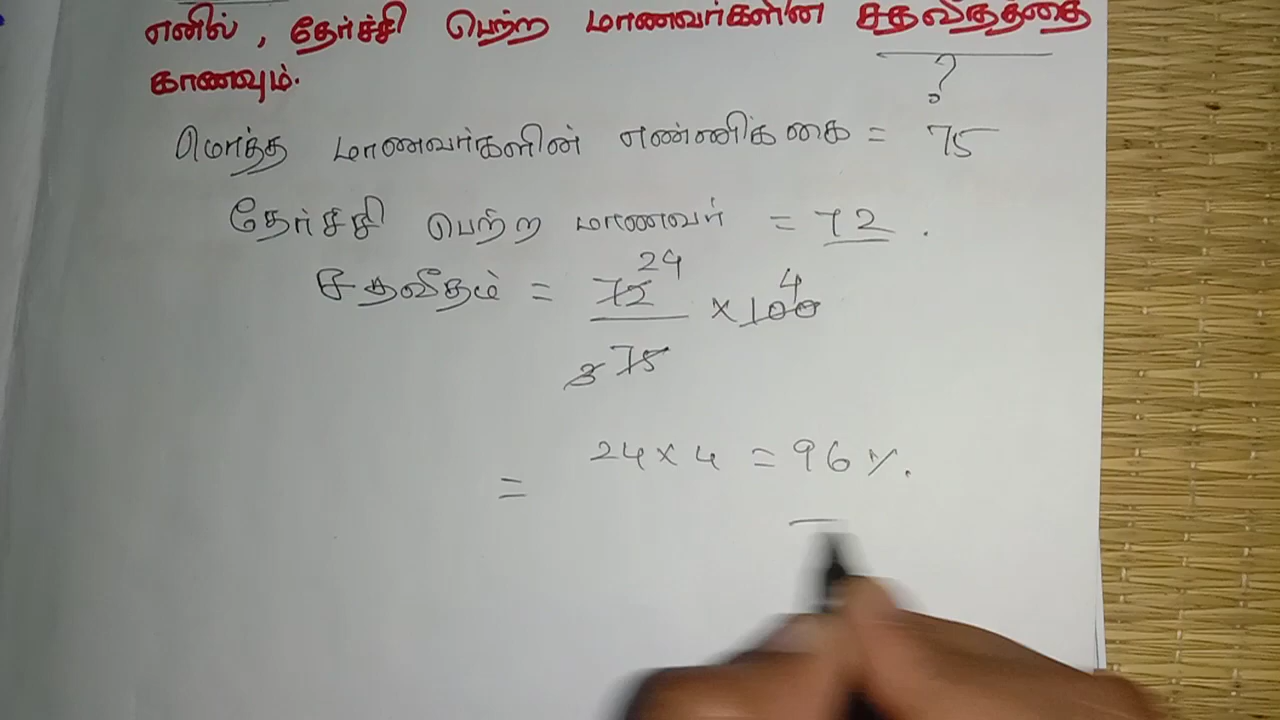 எனில் , தேர்ச்சி பெற்ற மாணவர்களின் சதவீதத்தை
காணவும்.
?
மொத்த மாணவர்களின் எண்ணிக்கை = 75
தேர்ச்சி பெற்ற மாணவர் = 72 .
சதவீதம் = 72 24 × 100 4
3 75
= 24 × 4 = 96 %.